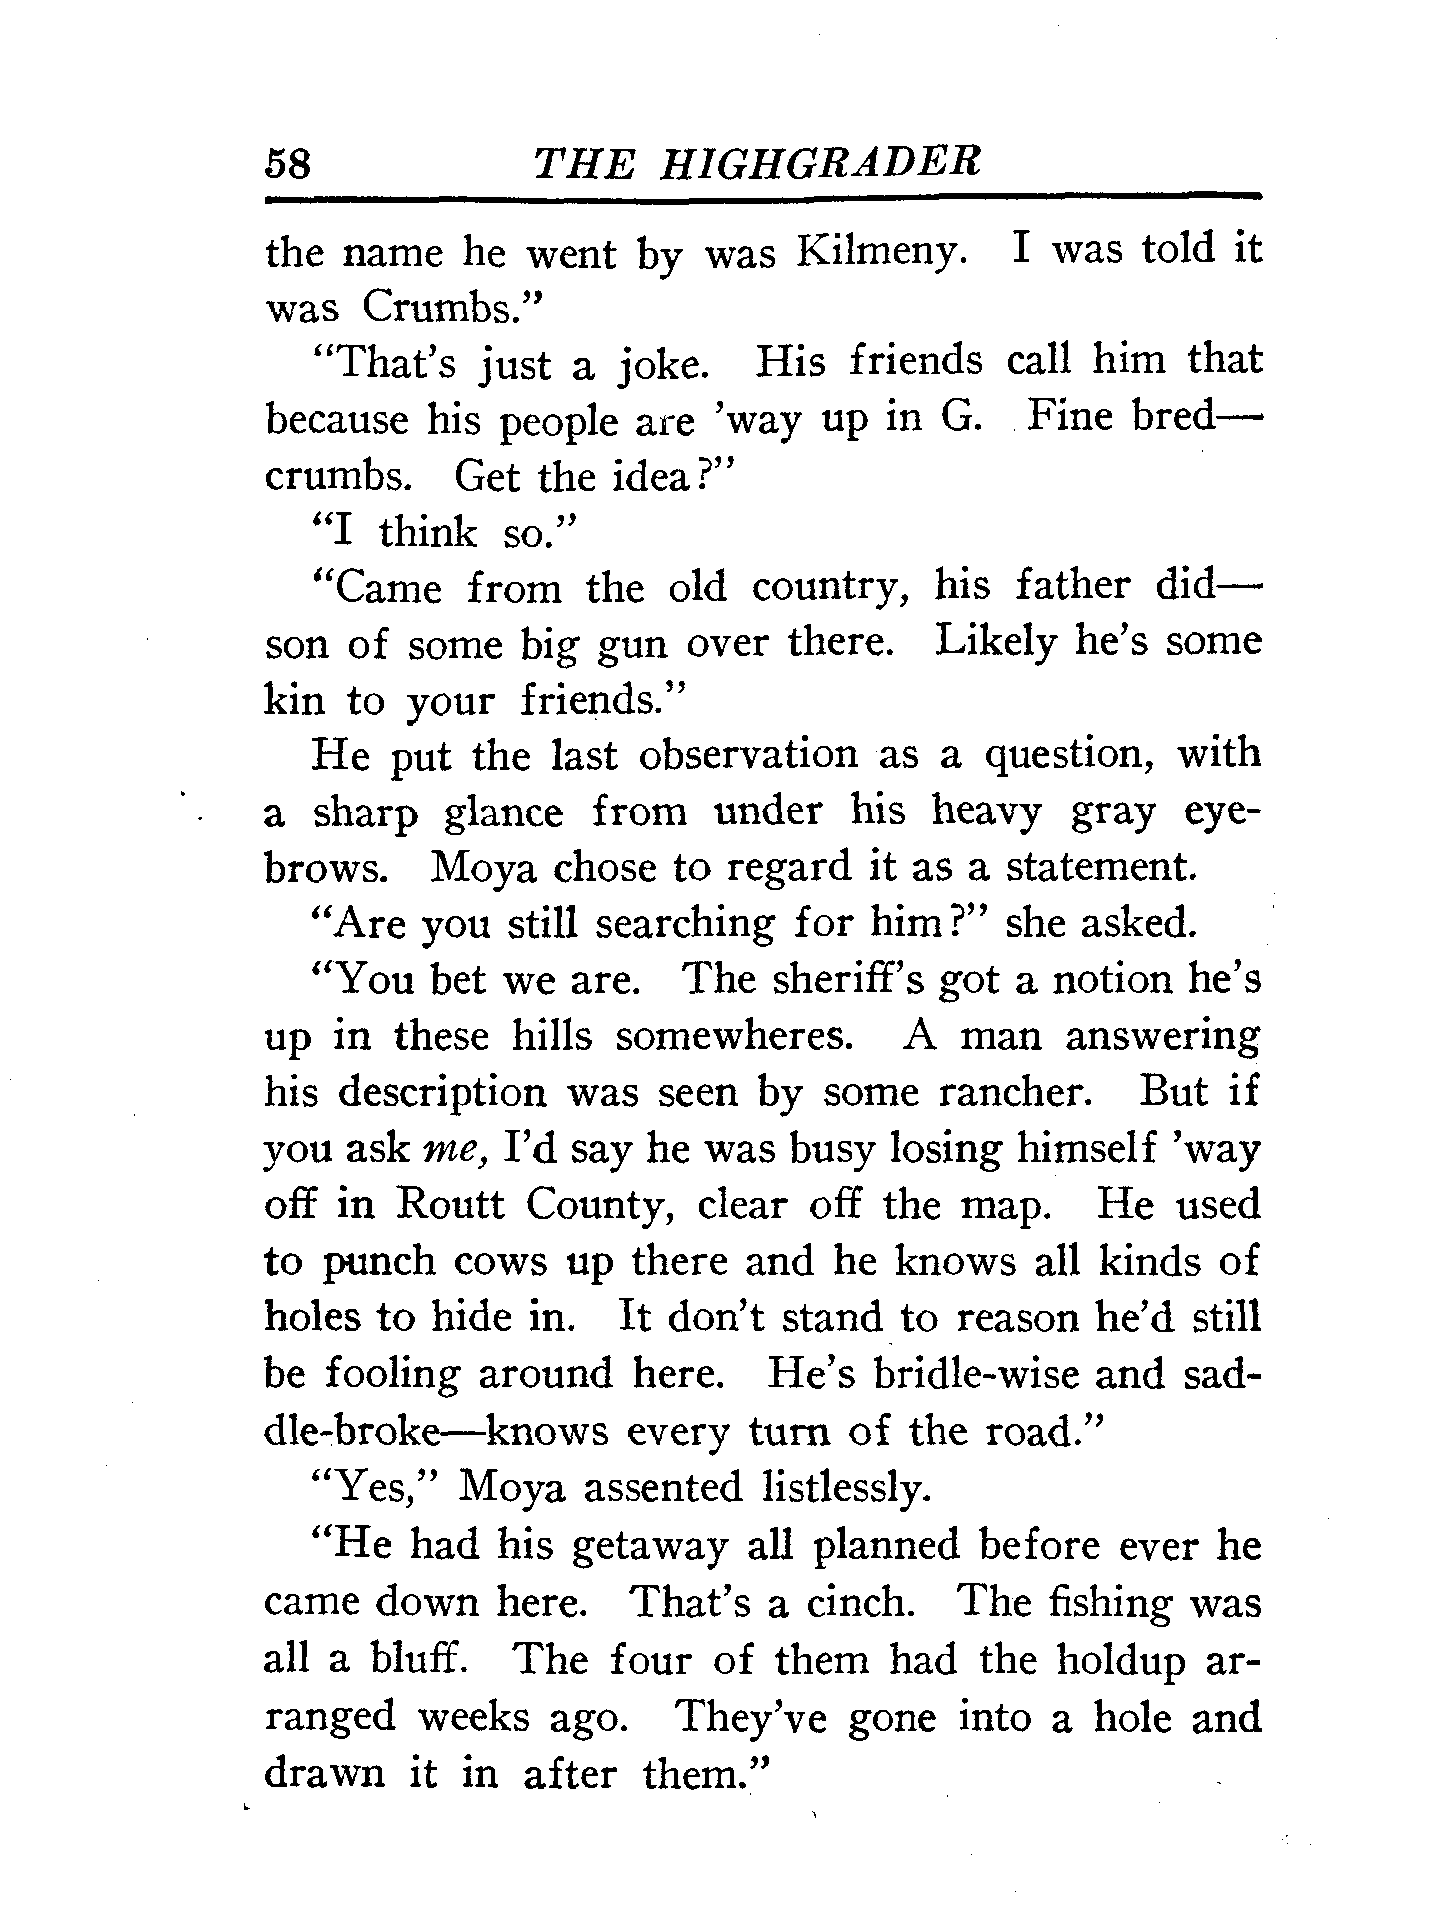 58 THE HIGHGRADER
the name he went by was Kilmeny. I was told it
was Crumbs."
"That's just a joke. His friends call him that
because his people are 'way up in G. Fine bred—
crumbs. Get the idea?"
"I think so."
"Came from the old country, his father did—
son of some big gun over there. Likely he's some
kin to your friends."
He put the last observation as a question, with
a sharp glance from under his heavy gray eye-
brows. Moya chose to regard it as a statement.
"Are you still searching for him?" she asked.
"You bet we are. The sheriff's got a notion he's
up in these hills somewheres. A man answering
his description was seen by some rancher. But if
you ask me, I'd say he was busy losing himself 'way
off in Routt County, clear off the map. He used
to punch cows up there and he knows all kinds of
holes to hide in. It don't stand to reason he'd still
be fooling around here. He's bridle-wise and sad-
dle-broke—knows every turn of the road."
"Yes," Moya assented listlessly.
"He had his getaway all planned before ever he
came down here. That's a cinch. The fishing was
all a bluff. The four of them had the holdup ar-
ranged weeks ago. They've gone into a hole and
drawn it in after them."